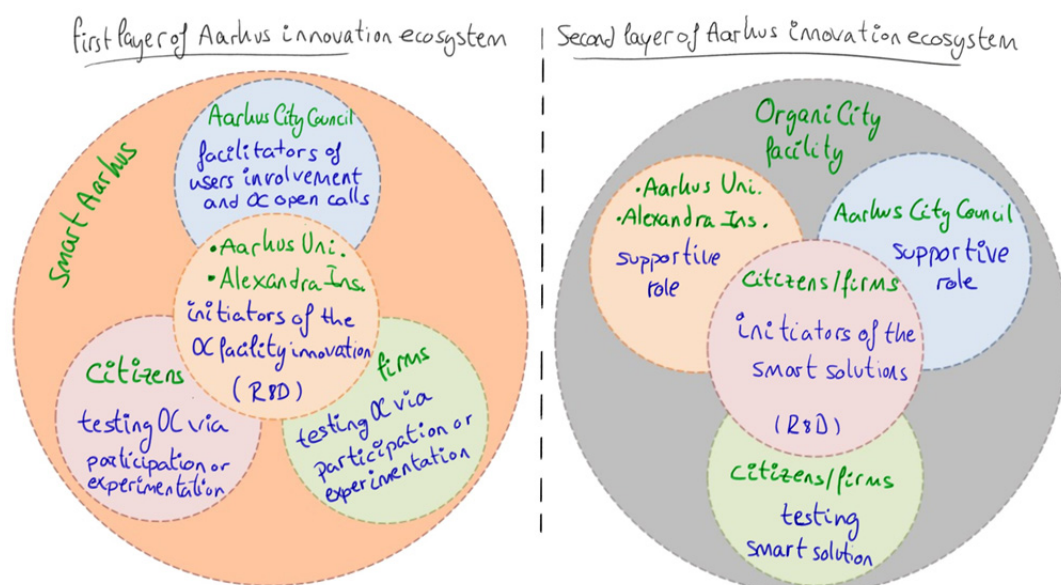 First layer of Aarhus innovation ecosystem
Smart Aarhus
Aarhus City Council
facilitators of
users involvement
and OC open calls
• Aarhus Uni.
• Alexandra Ins.
initiators of the
OC facility innovation
(R&D)
Citizens
testing OC via
participation or
experimentation
firms
testing OC via
participation or
experimentation
Second layer of Aarhus innovation ecosystem
OrganiCity
facility
• Aarhus Uni.
• Alexandra Ins.
supportive
role
Aarhus City Council
supportive
role
Citizens/firms
initiators of the
smart solutions
(R&D)
Citizens/firms
testing
smart solution